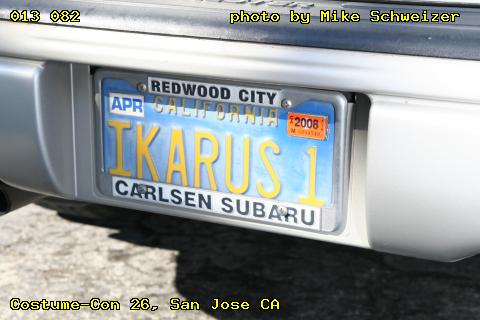 013 082 photo by Mike Schweizer
REDWOOD CITY
CALIFORNIA
APR
2008
IKARUS 1
CARLSEN SUBARU
Costume-Con 26, San Jose CA